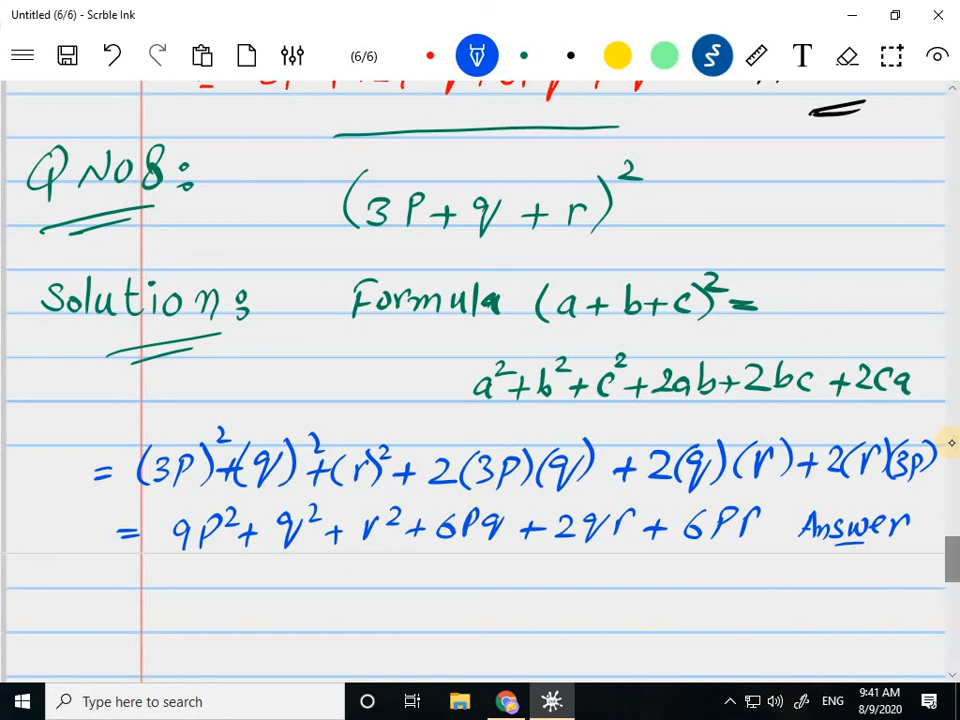 Untitled (6/6) - Scrble Ink
(6/6)
T
Q NO 8:
(3P+q+r)²
Solution:
Formula (a+b+c)²=
a²+b²+c²+2ab+2bc+2ca
=(3P)²+(q)²+(r)²+2(3P)(q)+2(q)(r)+2(r)(3p)
= 9P²+q²+r²+6Pq+2qr+6Pr Answer
Type here to search
ENG
9:41 AM
8/9/2020